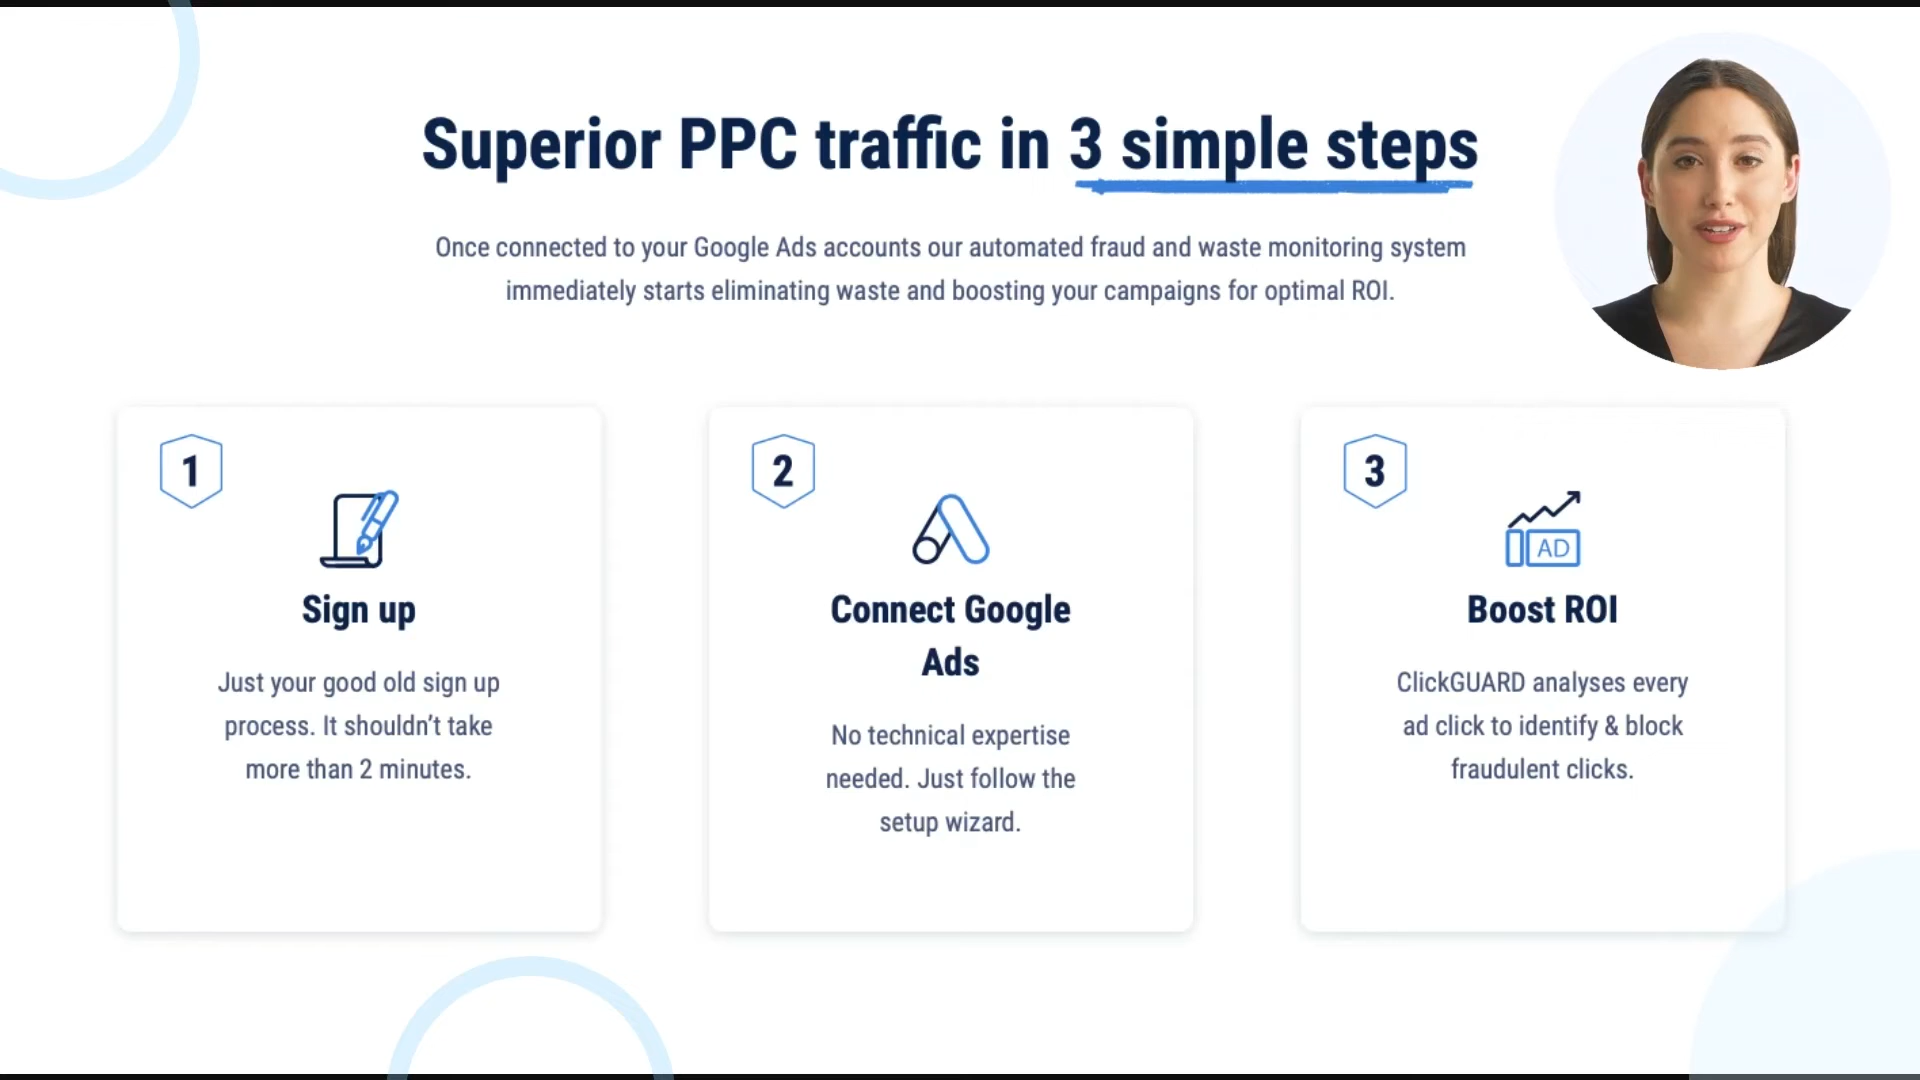 Superior PPC traffic in 3 simple steps
Once connected to your Google Ads accounts our automated fraud and waste monitoring system
immediately starts eliminating waste and boosting your campaigns for optimal ROI.
1
Sign up
Just your good old sign up
process. It shouldn’t take
more than 2 minutes.
2
Connect Google
Ads
No technical expertise
needed. Just follow the
setup wizard.
3
AD
Boost ROI
ClickGUARD analyses every
ad click to identify & block
fraudulent clicks.